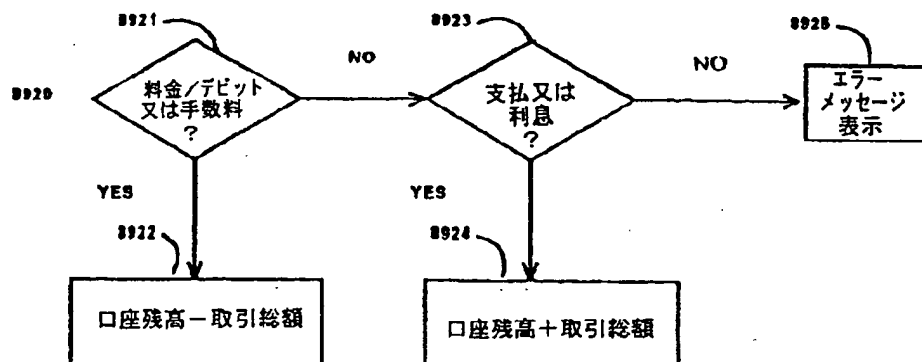 8921
8923
8925
NO
NO
8920
料金/デビット
又は手数料
?
支払又は
利息
?
エラー
メッセージ
表示
YES
YES
8922
8924
口座残高－取引総額
口座残高＋取引総額